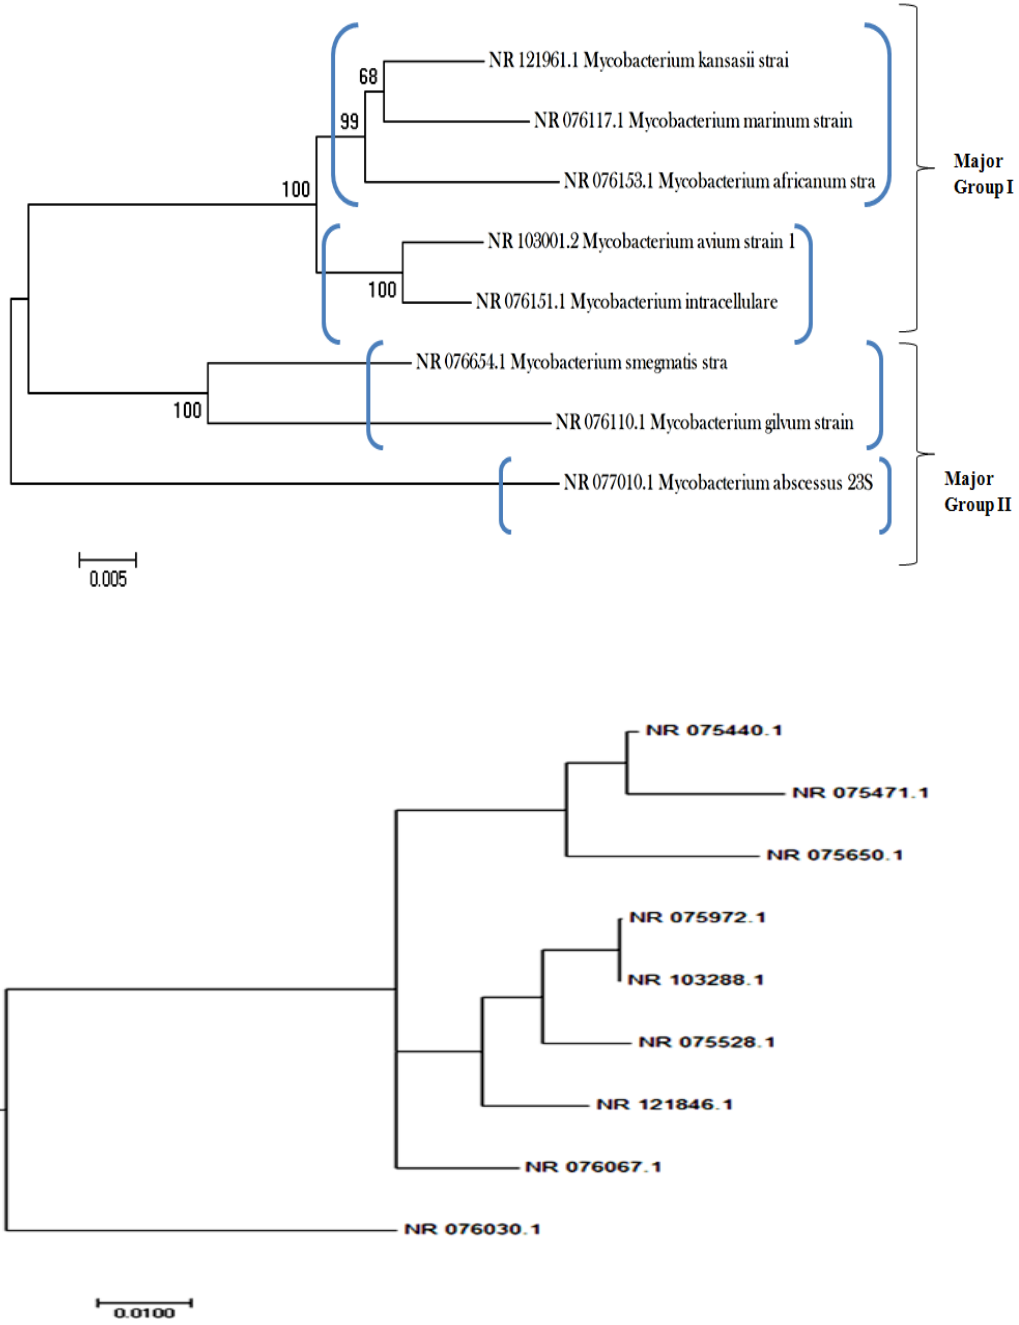 NR 121961.1 Mycobacterium kansasii strai
68
NR 076117.1 Mycobacterium marinum strain
99
Major
Group I
NR 076153.1 Mycobacterium africanum stra
100
NR 103001.2 Mycobacterium avium strain 1
100
NR 076151.1 Mycobacterium intracellulare
NR 076654.1 Mycobacterium smegmatis stra
100
NR 076110.1 Mycobacterium gilvum strain
NR 077010.1 Mycobacterium abscessus 23S
Major
Group II
0.005
NR 075440.1
NR 075471.1
NR 075650.1
NR 075972.1
NR 103288.1
NR 075528.1
NR 121846.1
NR 076067.1
NR 076030.1
0.0100